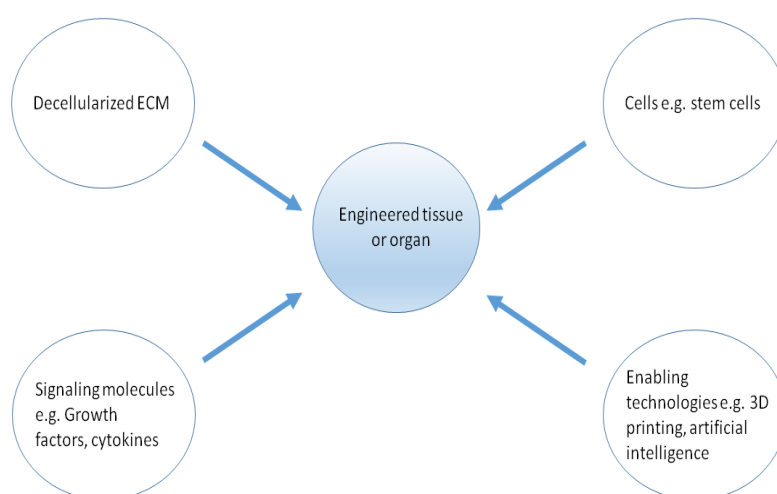 Decellularized ECM
Cells e.g. stem cells
Engineered tissue
or organ
Signaling molecules
e.g. Growth
factors, cytokines
Enabling
technologies e.g. 3D
printing, artificial
intelligence